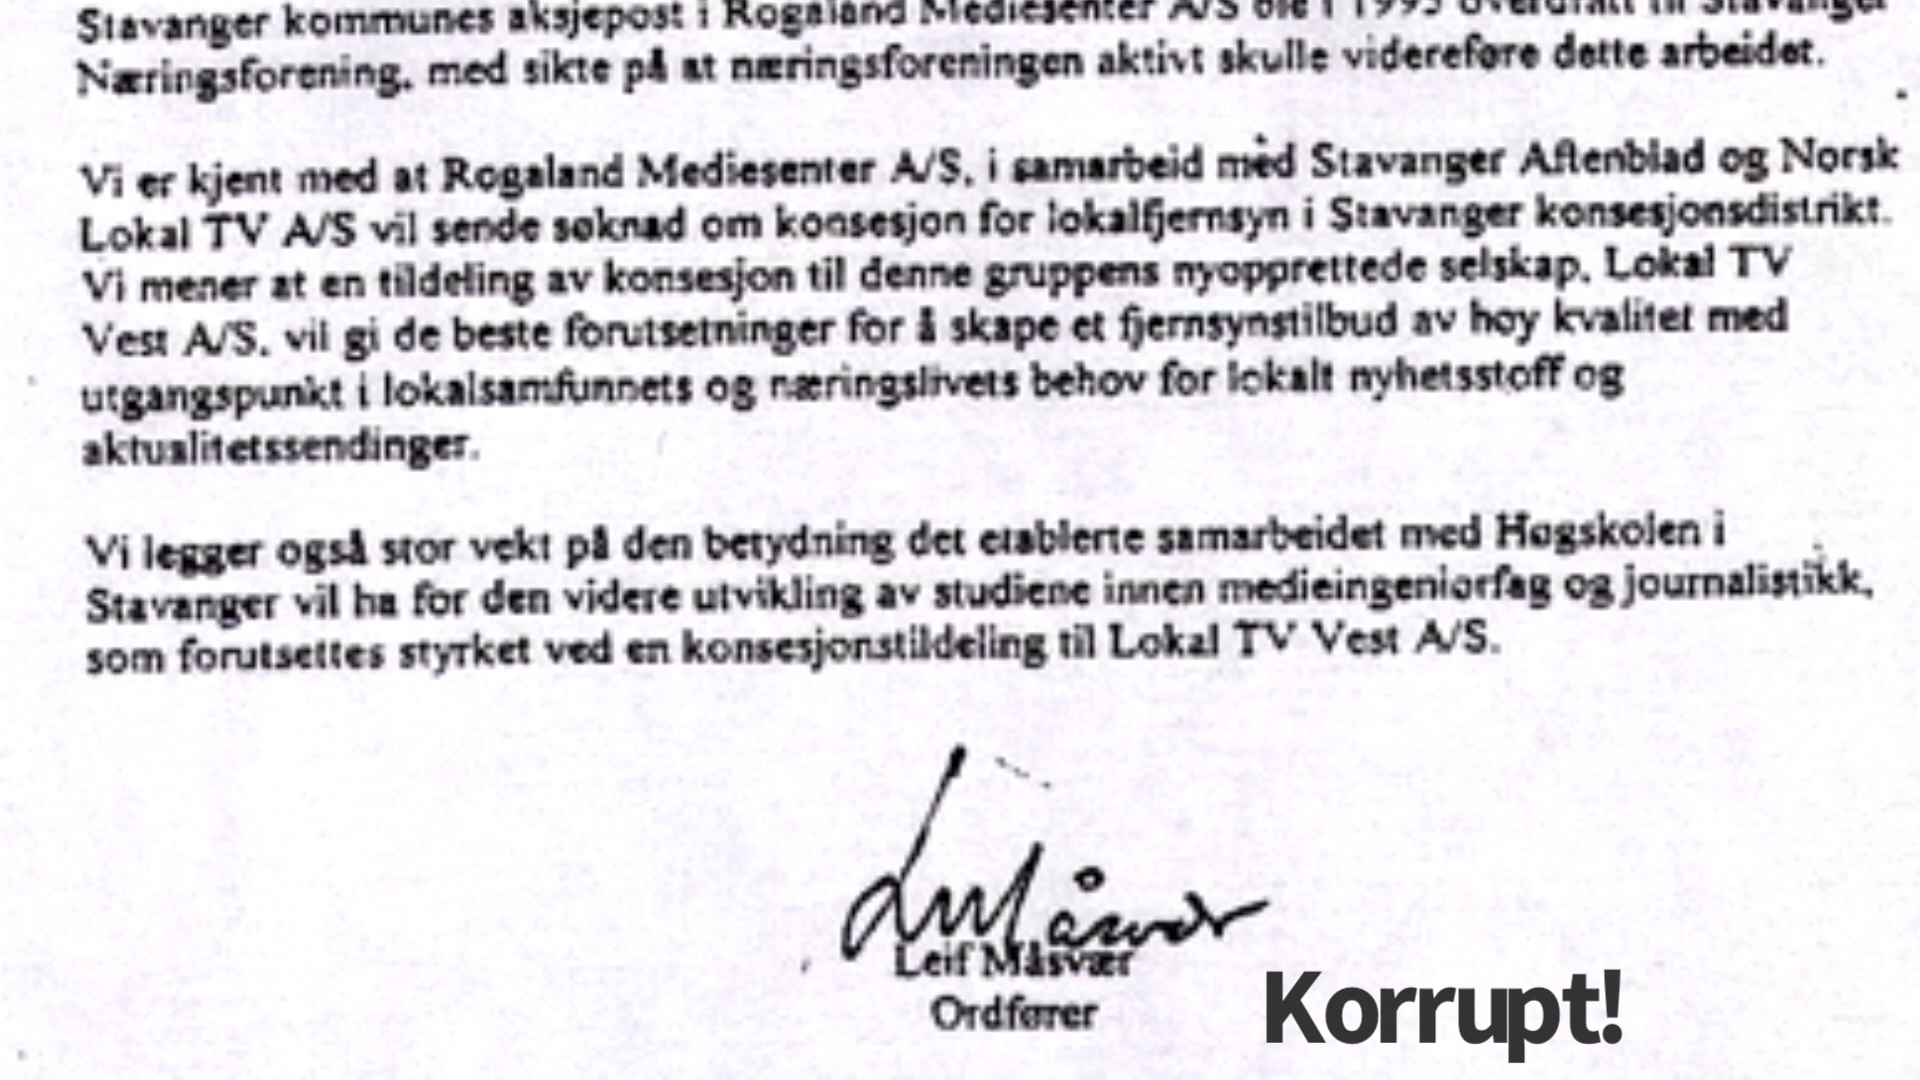 Stavanger kommunes aksjepost i Rogaland Mediesenter A/S ble i 1995 overdratt til Stavanger
Næringsforening, med sikte på at næringsforeningen aktivt skulle videreføre dette arbeidet.
Vi er kjent med at Rogaland Mediesenter A/S, i samarbeid med Stavanger Aftenblad og Norsk
Lokal TV A/S vil sende søknad om konsesjon for lokalfjernsyn i Stavanger konsesjonsdistrikt.
Vi mener at en tildeling av konsesjon til denne gruppens nyopprettede selskap, Lokal TV
Vest A/S, vil gi de beste forutsetninger for å skape et fjernsynstilbud av høy kvalitet med
utgangspunkt i lokalsamfunnets og næringslivets behov for lokalt nyhetsstoff og
aktualitetssendinger.
Vi legger også stor vekt på den betydning det etablerte samarbeidet med Høgskolen i
Stavanger vil ha for den videre utvikling av studiene innen medieingeniørfag og journalistikk,
som forutsettes styrket ved en konsesjonstildeling til Lokal TV Vest A/S.
Leif Måsvær
Ordfører
Korrupt!